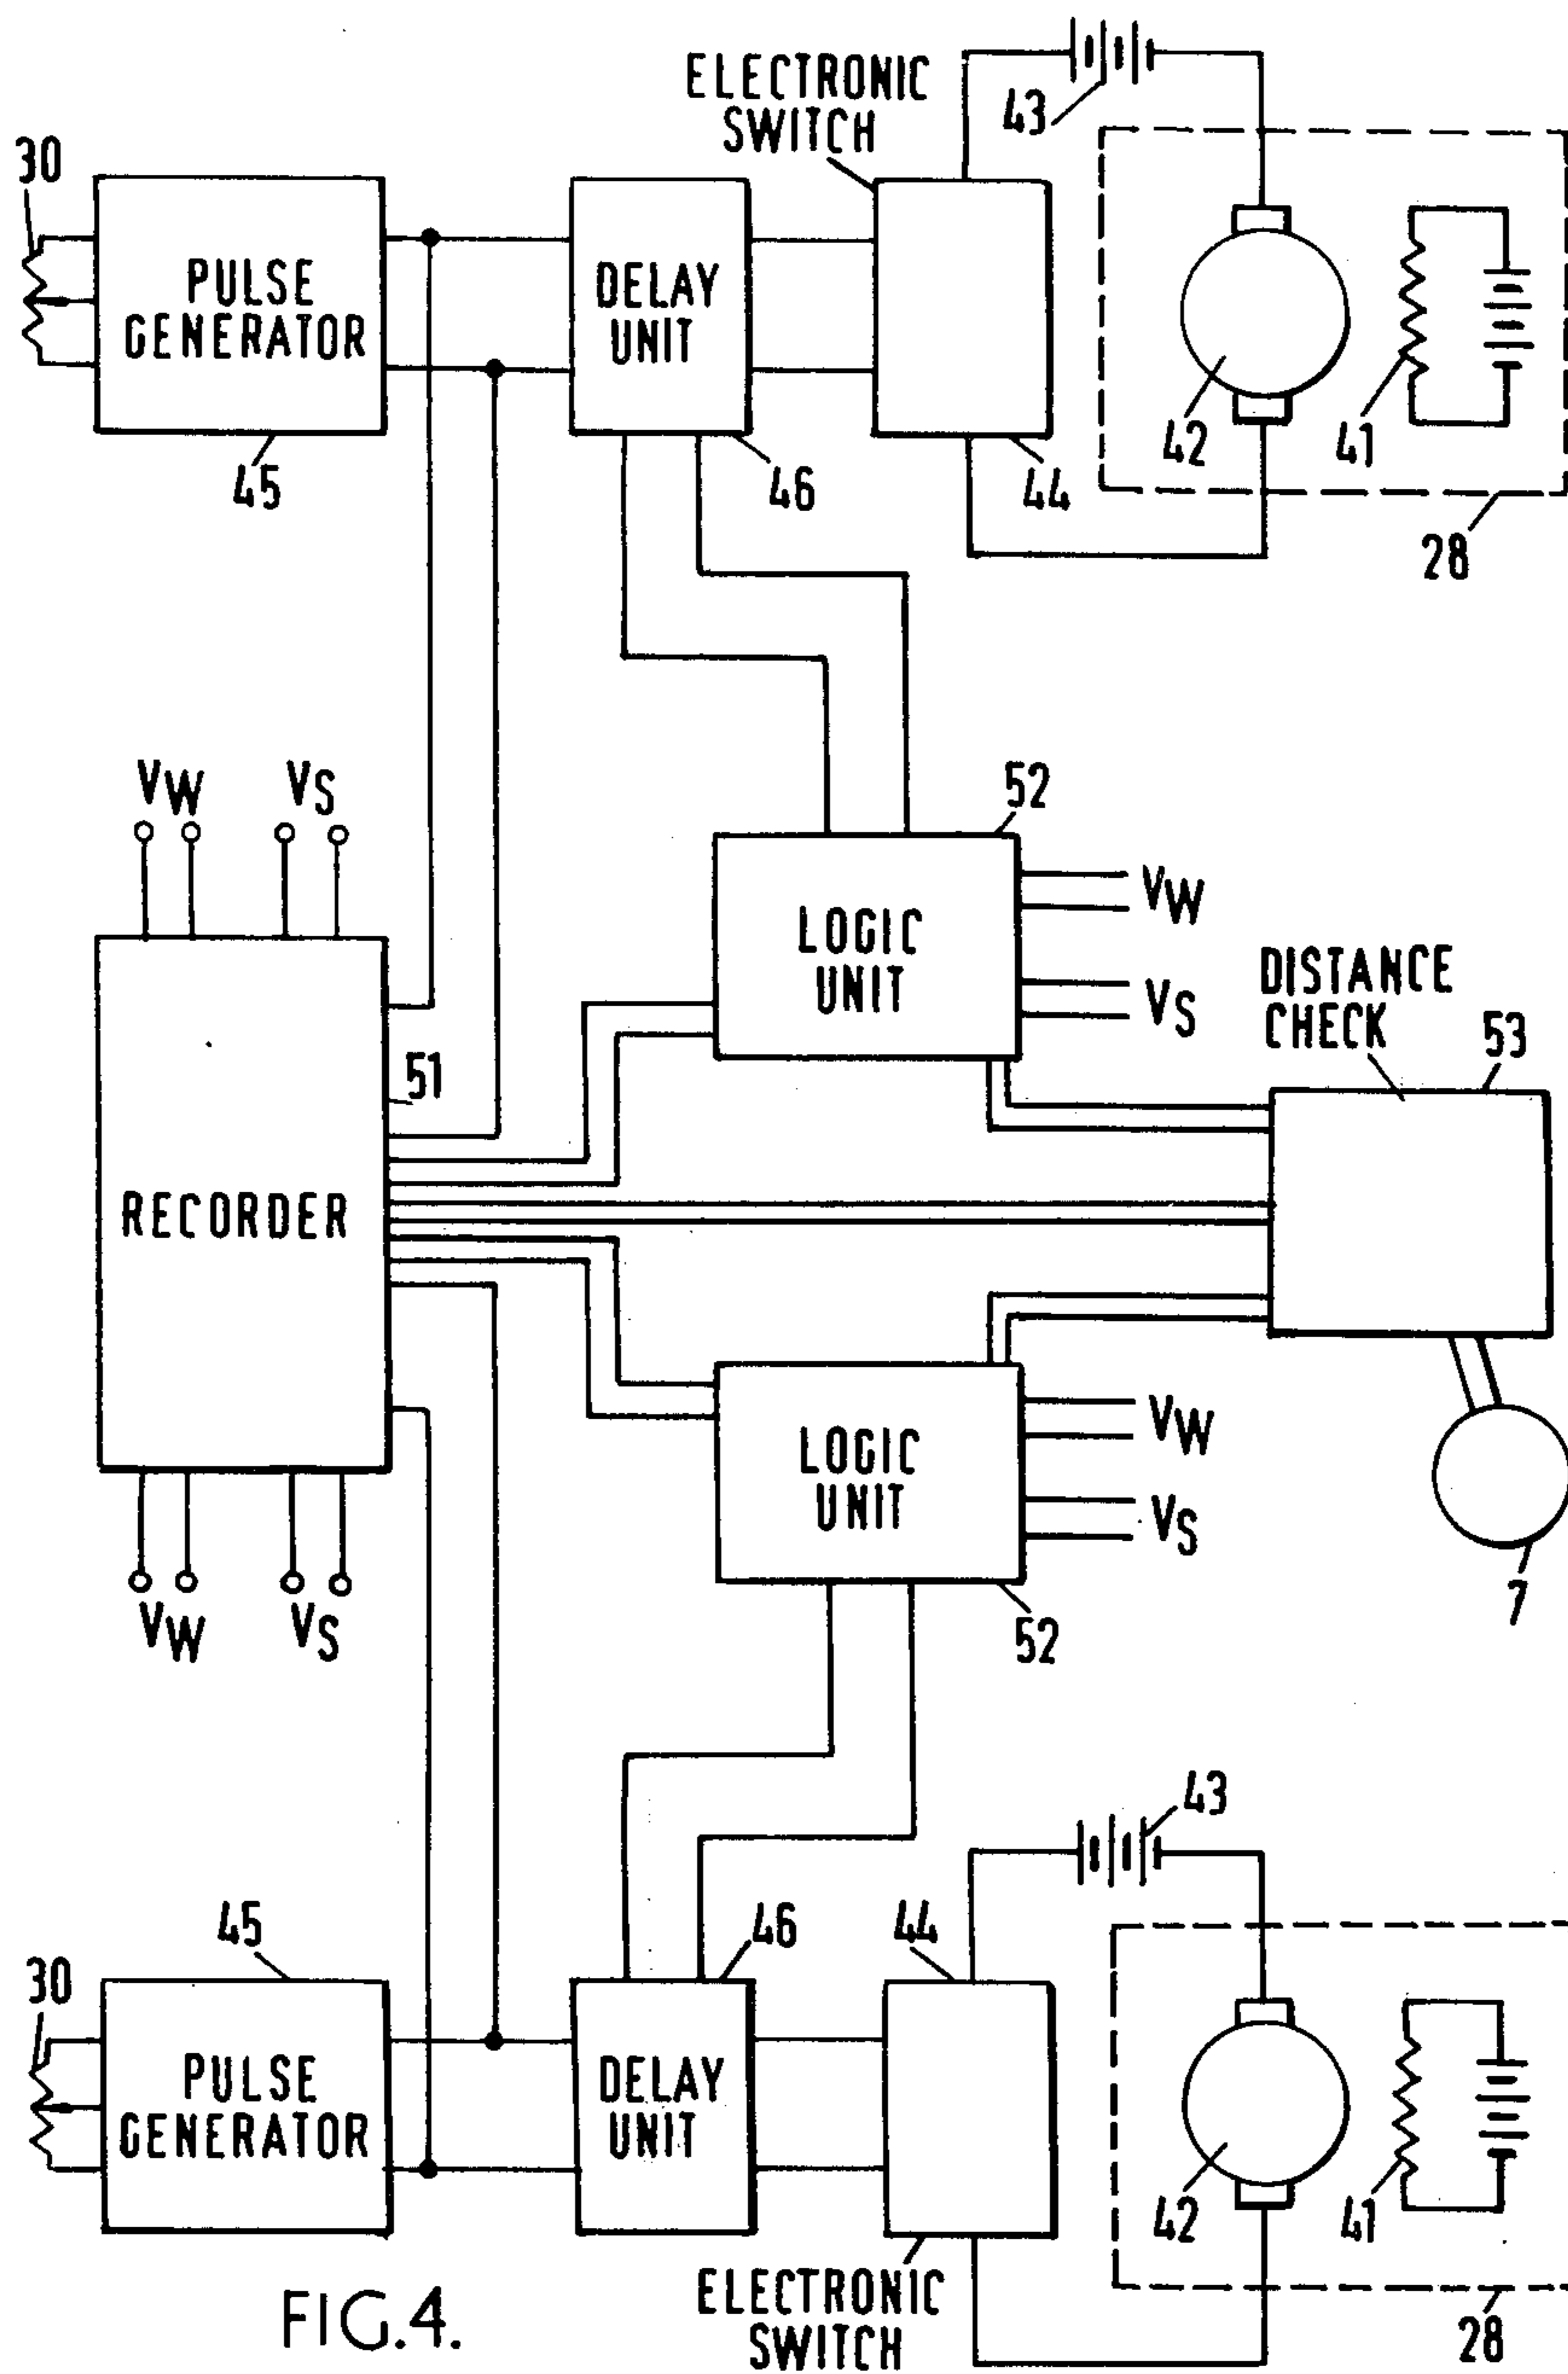 ELECTRONIC
SWITCH
43
30
PULSE
GENERATOR
DELAY
UNIT
45
46
44
42
41
28
VW
VS
52
LOGIC
UNIT
VW
VS
DISTANCE
CHECK
53
51
RECORDER
LOGIC
UNIT
VW
VS
7
VW
VS
52
43
45
46
44
30
PULSE
GENERATOR
DELAY
UNIT
42
41
ELECTRONIC
SWITCH
28
FIG.4.